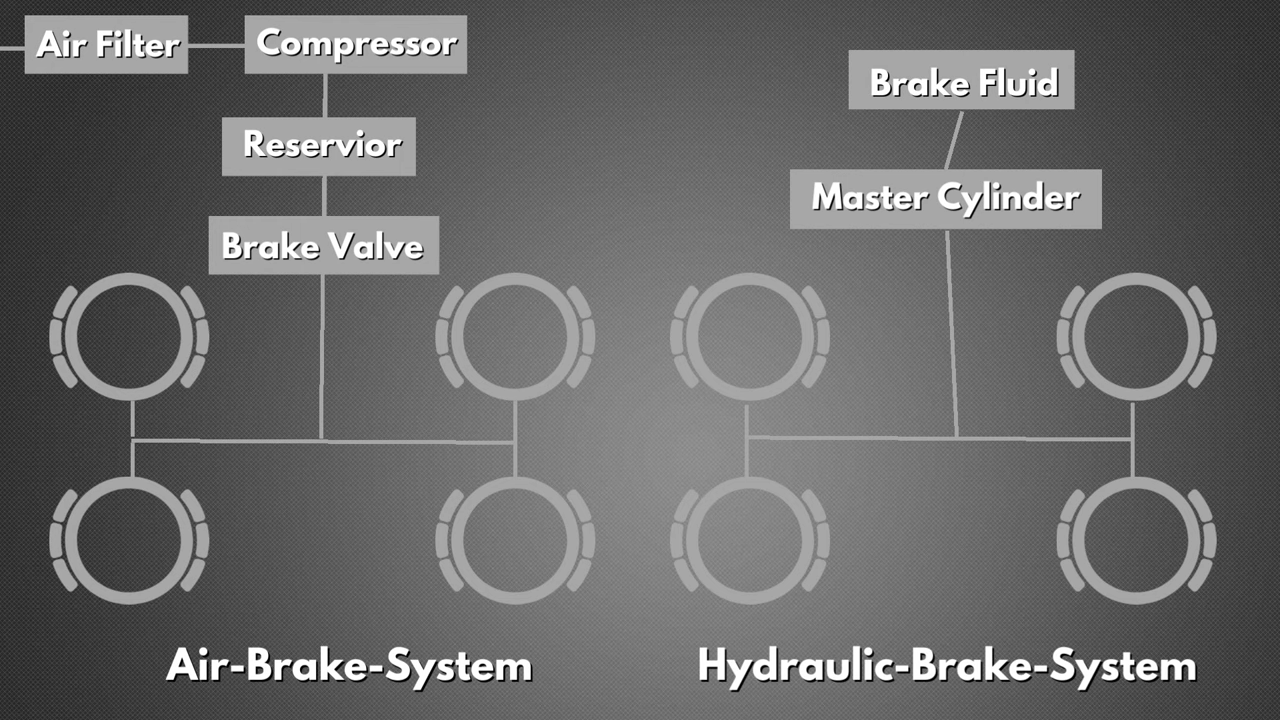 Air Filter
Compressor
Reservior
Brake Valve
Air-Brake-System
Brake Fluid
Master Cylinder
Hydraulic-Brake-System